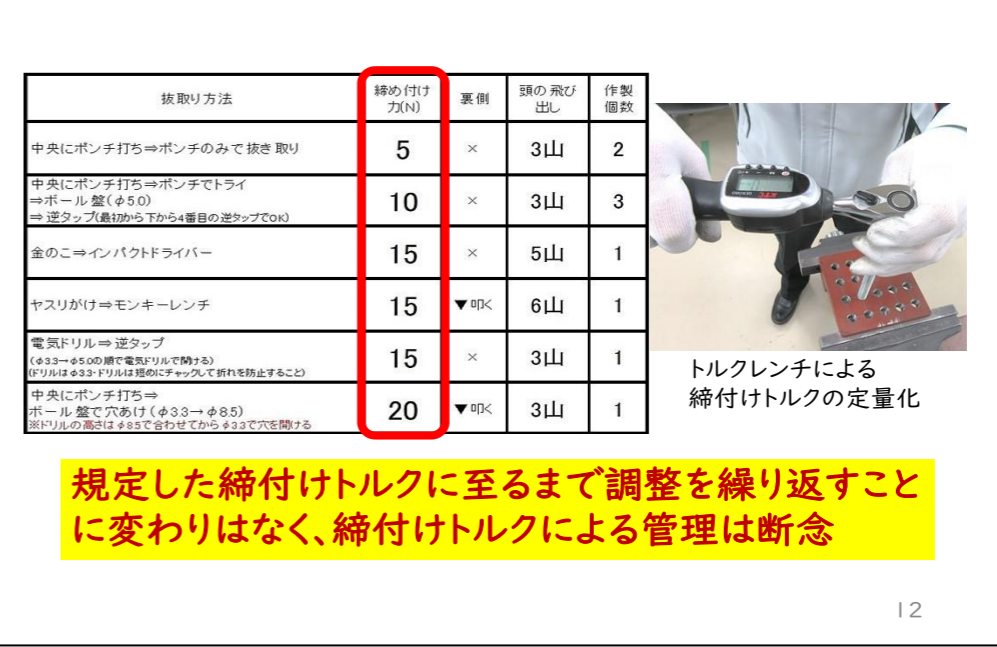 抜取り方法 締め付け力(N) 裏側 頭の飛び出し 作製個数
中央にポンチ打ち⇒ポンチのみで抜き取り 5 × 3山 2
中央にポンチ打ち⇒ポンチでトライ
⇒ボール盤(φ5.0)
⇒逆タップ(最初から下から4番目の逆タップでOK) 10 × 3山 3
金のこ⇒インパクトドライバー 15 × 5山 1
ヤスリがけ⇒モンキーレンチ 15 ▼叩く 6山 1
電気ドリル⇒逆タップ
(φ3.3→φ5.0の順で電気ドリルで開ける)
(ドリルはφ3.3・ドリルは短めにチャックして折れを防止すること) 15 × 3山 1
中央にポンチ打ち⇒
ボール盤で穴あけ(φ3.3→φ8.5)
※ドリルの高さはφ8.5で合わせてからφ3.3で穴を開ける 20 ▼叩く 3山 1
KTC
トルクレンチによる
締付けトルクの定量化
規定した締付けトルクに至るまで調整を繰り返すこと
に変わりはなく、締付けトルクによる管理は断念
12